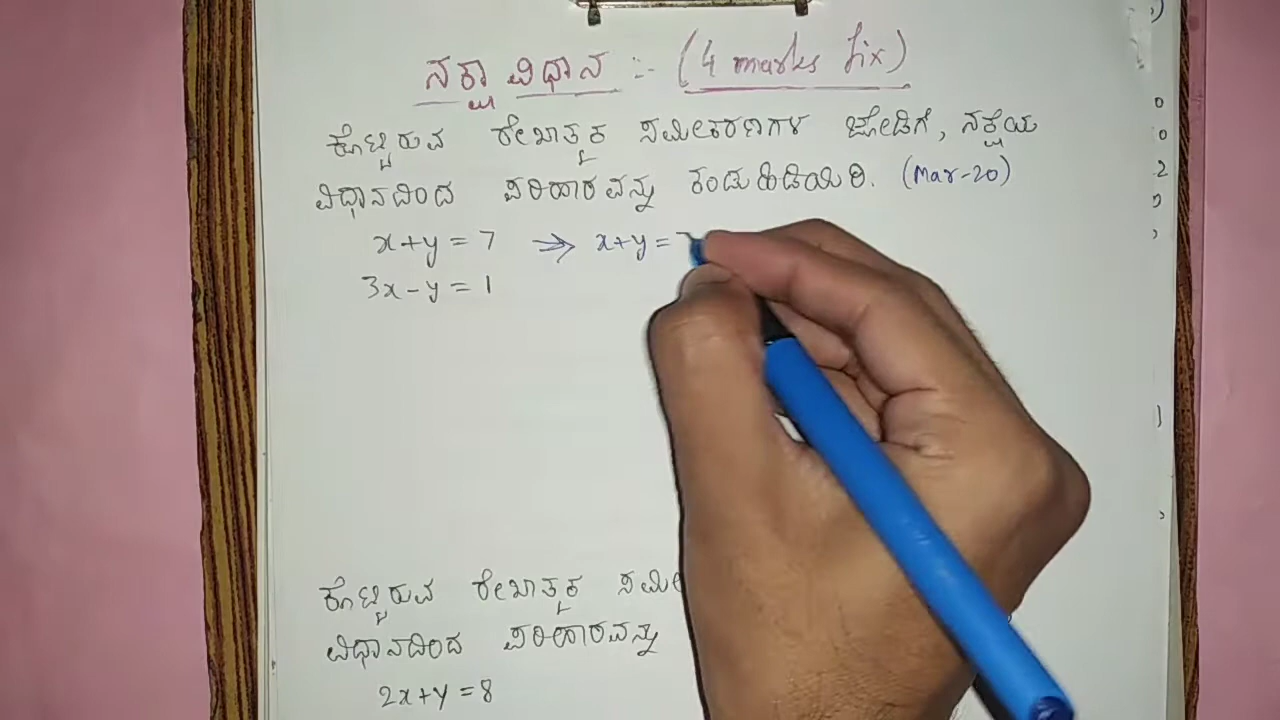 ನಕ್ಷಾ ವಿಧಾನ :- (4 marks fix)
ಕೊಟ್ಟಿರುವ ರೇಖಾತ್ಮಕ ಸಮೀಕರಣಗಳ ಜೋಡಿಗೆ, ನಕ್ಷೆಯ
ವಿಧಾನದಿಂದ ಪರಿಹಾರವನ್ನು ಕಂಡುಹಿಡಿಯಿರಿ. (Mar-20)
x+y = 7 ⇒ x+y = 7
3x-y = 1
ಕೊಟ್ಟಿರುವ ರೇಖಾತ್ಮಕ
ವಿಧಾನದಿಂದ ಪರಿಹಾರವನ್ನು
2x+y = 8